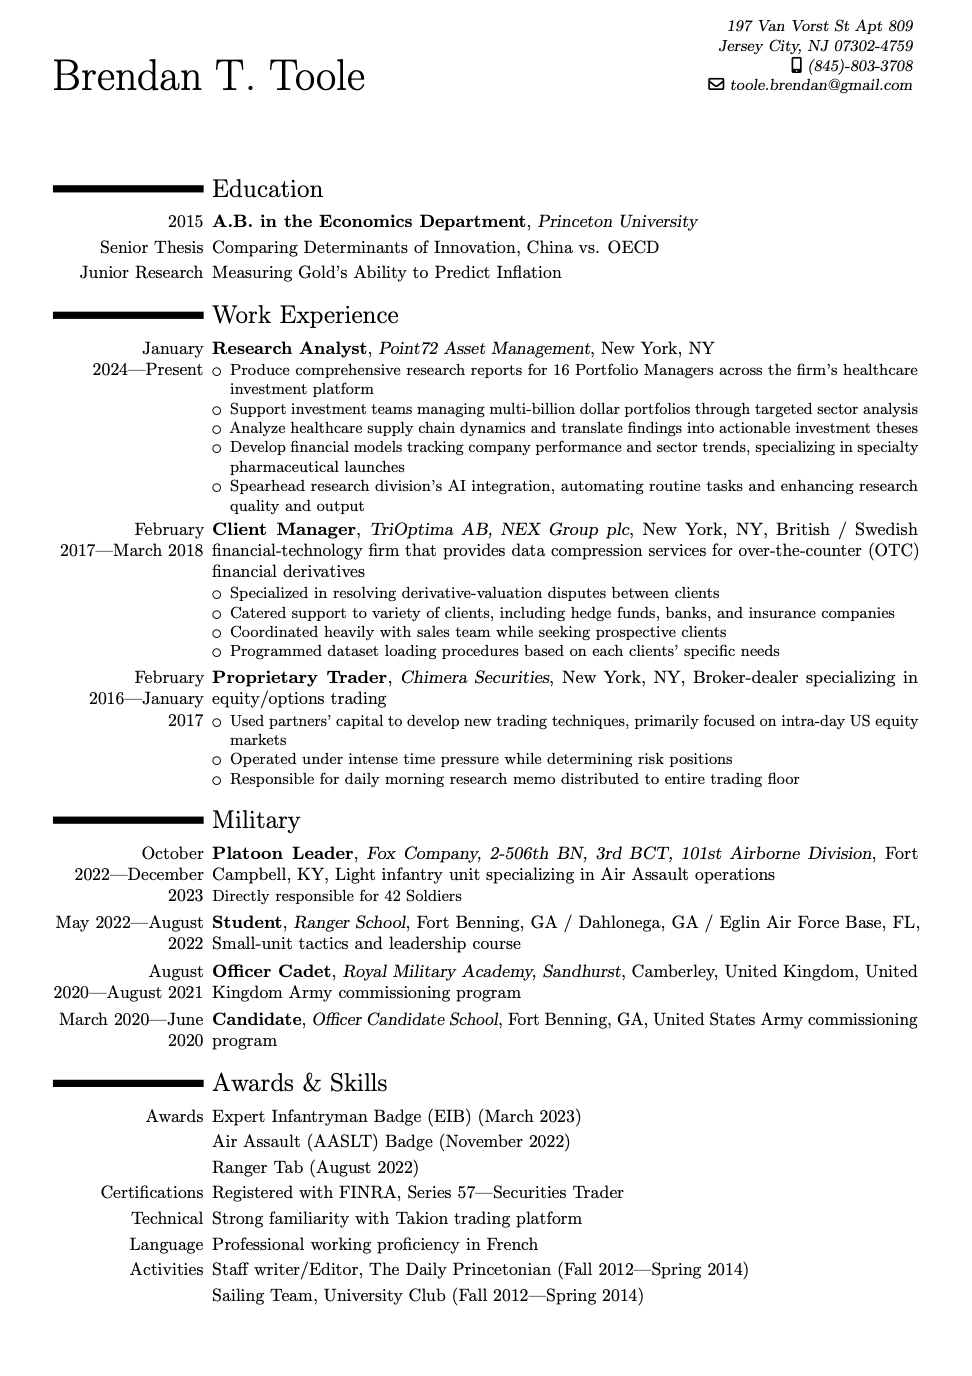 Brendan T. Toole
197 Van Vorst St Apt 809
Jersey City, NJ 07302-4759
(845)-803-3708
toole.brendan@gmail.com
Education
2015 A.B. in the Economics Department, Princeton University
Senior Thesis Comparing Determinants of Innovation, China vs. OECD
Junior Research Measuring Gold's Ability to Predict Inflation
Work Experience
January Research Analyst, Point72 Asset Management, New York, NY
2024—Present ○ Produce comprehensive research reports for 16 Portfolio Managers across the firm's healthcare
investment platform
○ Support investment teams managing multi-billion dollar portfolios through targeted sector analysis
○ Analyze healthcare supply chain dynamics and translate findings into actionable investment theses
○ Develop financial models tracking company performance and sector trends, specializing in specialty
pharmaceutical launches
○ Spearhead research division's AI integration, automating routine tasks and enhancing research
quality and output
February Client Manager, TriOptima AB, NEX Group plc, New York, NY, British / Swedish
2017—March 2018 financial-technology firm that provides data compression services for over-the-counter (OTC)
financial derivatives
○ Specialized in resolving derivative-valuation disputes between clients
○ Catered support to variety of clients, including hedge funds, banks, and insurance companies
○ Coordinated heavily with sales team while seeking prospective clients
○ Programmed dataset loading procedures based on each clients' specific needs
February Proprietary Trader, Chimera Securities, New York, NY, Broker-dealer specializing in
2016—January equity/options trading
2017 ○ Used partners' capital to develop new trading techniques, primarily focused on intra-day US equity
markets
○ Operated under intense time pressure while determining risk positions
○ Responsible for daily morning research memo distributed to entire trading floor
Military
October Platoon Leader, Fox Company, 2-506th BN, 3rd BCT, 101st Airborne Division, Fort
2022—December Campbell, KY, Light infantry unit specializing in Air Assault operations
2023 Directly responsible for 42 Soldiers
May 2022—August Student, Ranger School, Fort Benning, GA / Dahlonega, GA / Eglin Air Force Base, FL,
2022 Small-unit tactics and leadership course
August Officer Cadet, Royal Military Academy, Sandhurst, Camberley, United Kingdom, United
2020—August 2021 Kingdom Army commissioning program
March 2020—June Candidate, Officer Candidate School, Fort Benning, GA, United States Army commissioning
2020 program
Awards & Skills
Awards Expert Infantryman Badge (EIB) (March 2023)
Air Assault (AASLT) Badge (November 2022)
Ranger Tab (August 2022)
Certifications Registered with FINRA, Series 57—Securities Trader
Technical Strong familiarity with Takion trading platform
Language Professional working proficiency in French
Activities Staff writer/Editor, The Daily Princetonian (Fall 2012—Spring 2014)
Sailing Team, University Club (Fall 2012—Spring 2014)